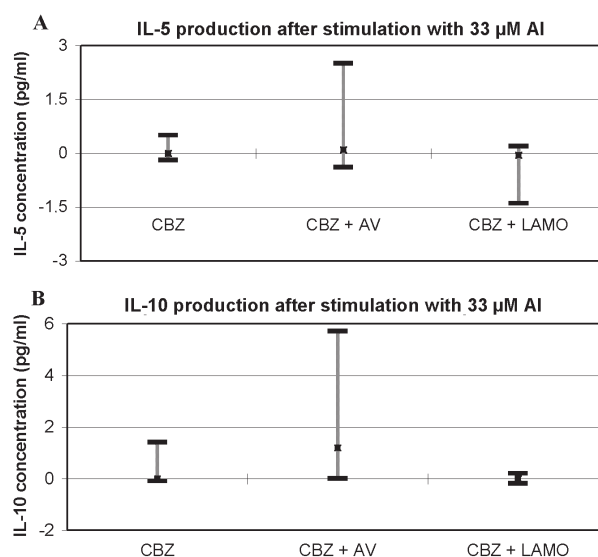 A
IL-5 production after stimulation with 33 µM Al
IL-5 concentration (pg/ml)
3
1.5
0
-1.5
-3
CBZ
CBZ + AV
CBZ + LAMO
B
IL-10 production after stimulation with 33 µM Al
IL-10 concentration (pg/ml)
6
4
2
0
-2
CBZ
CBZ + AV
CBZ + LAMO